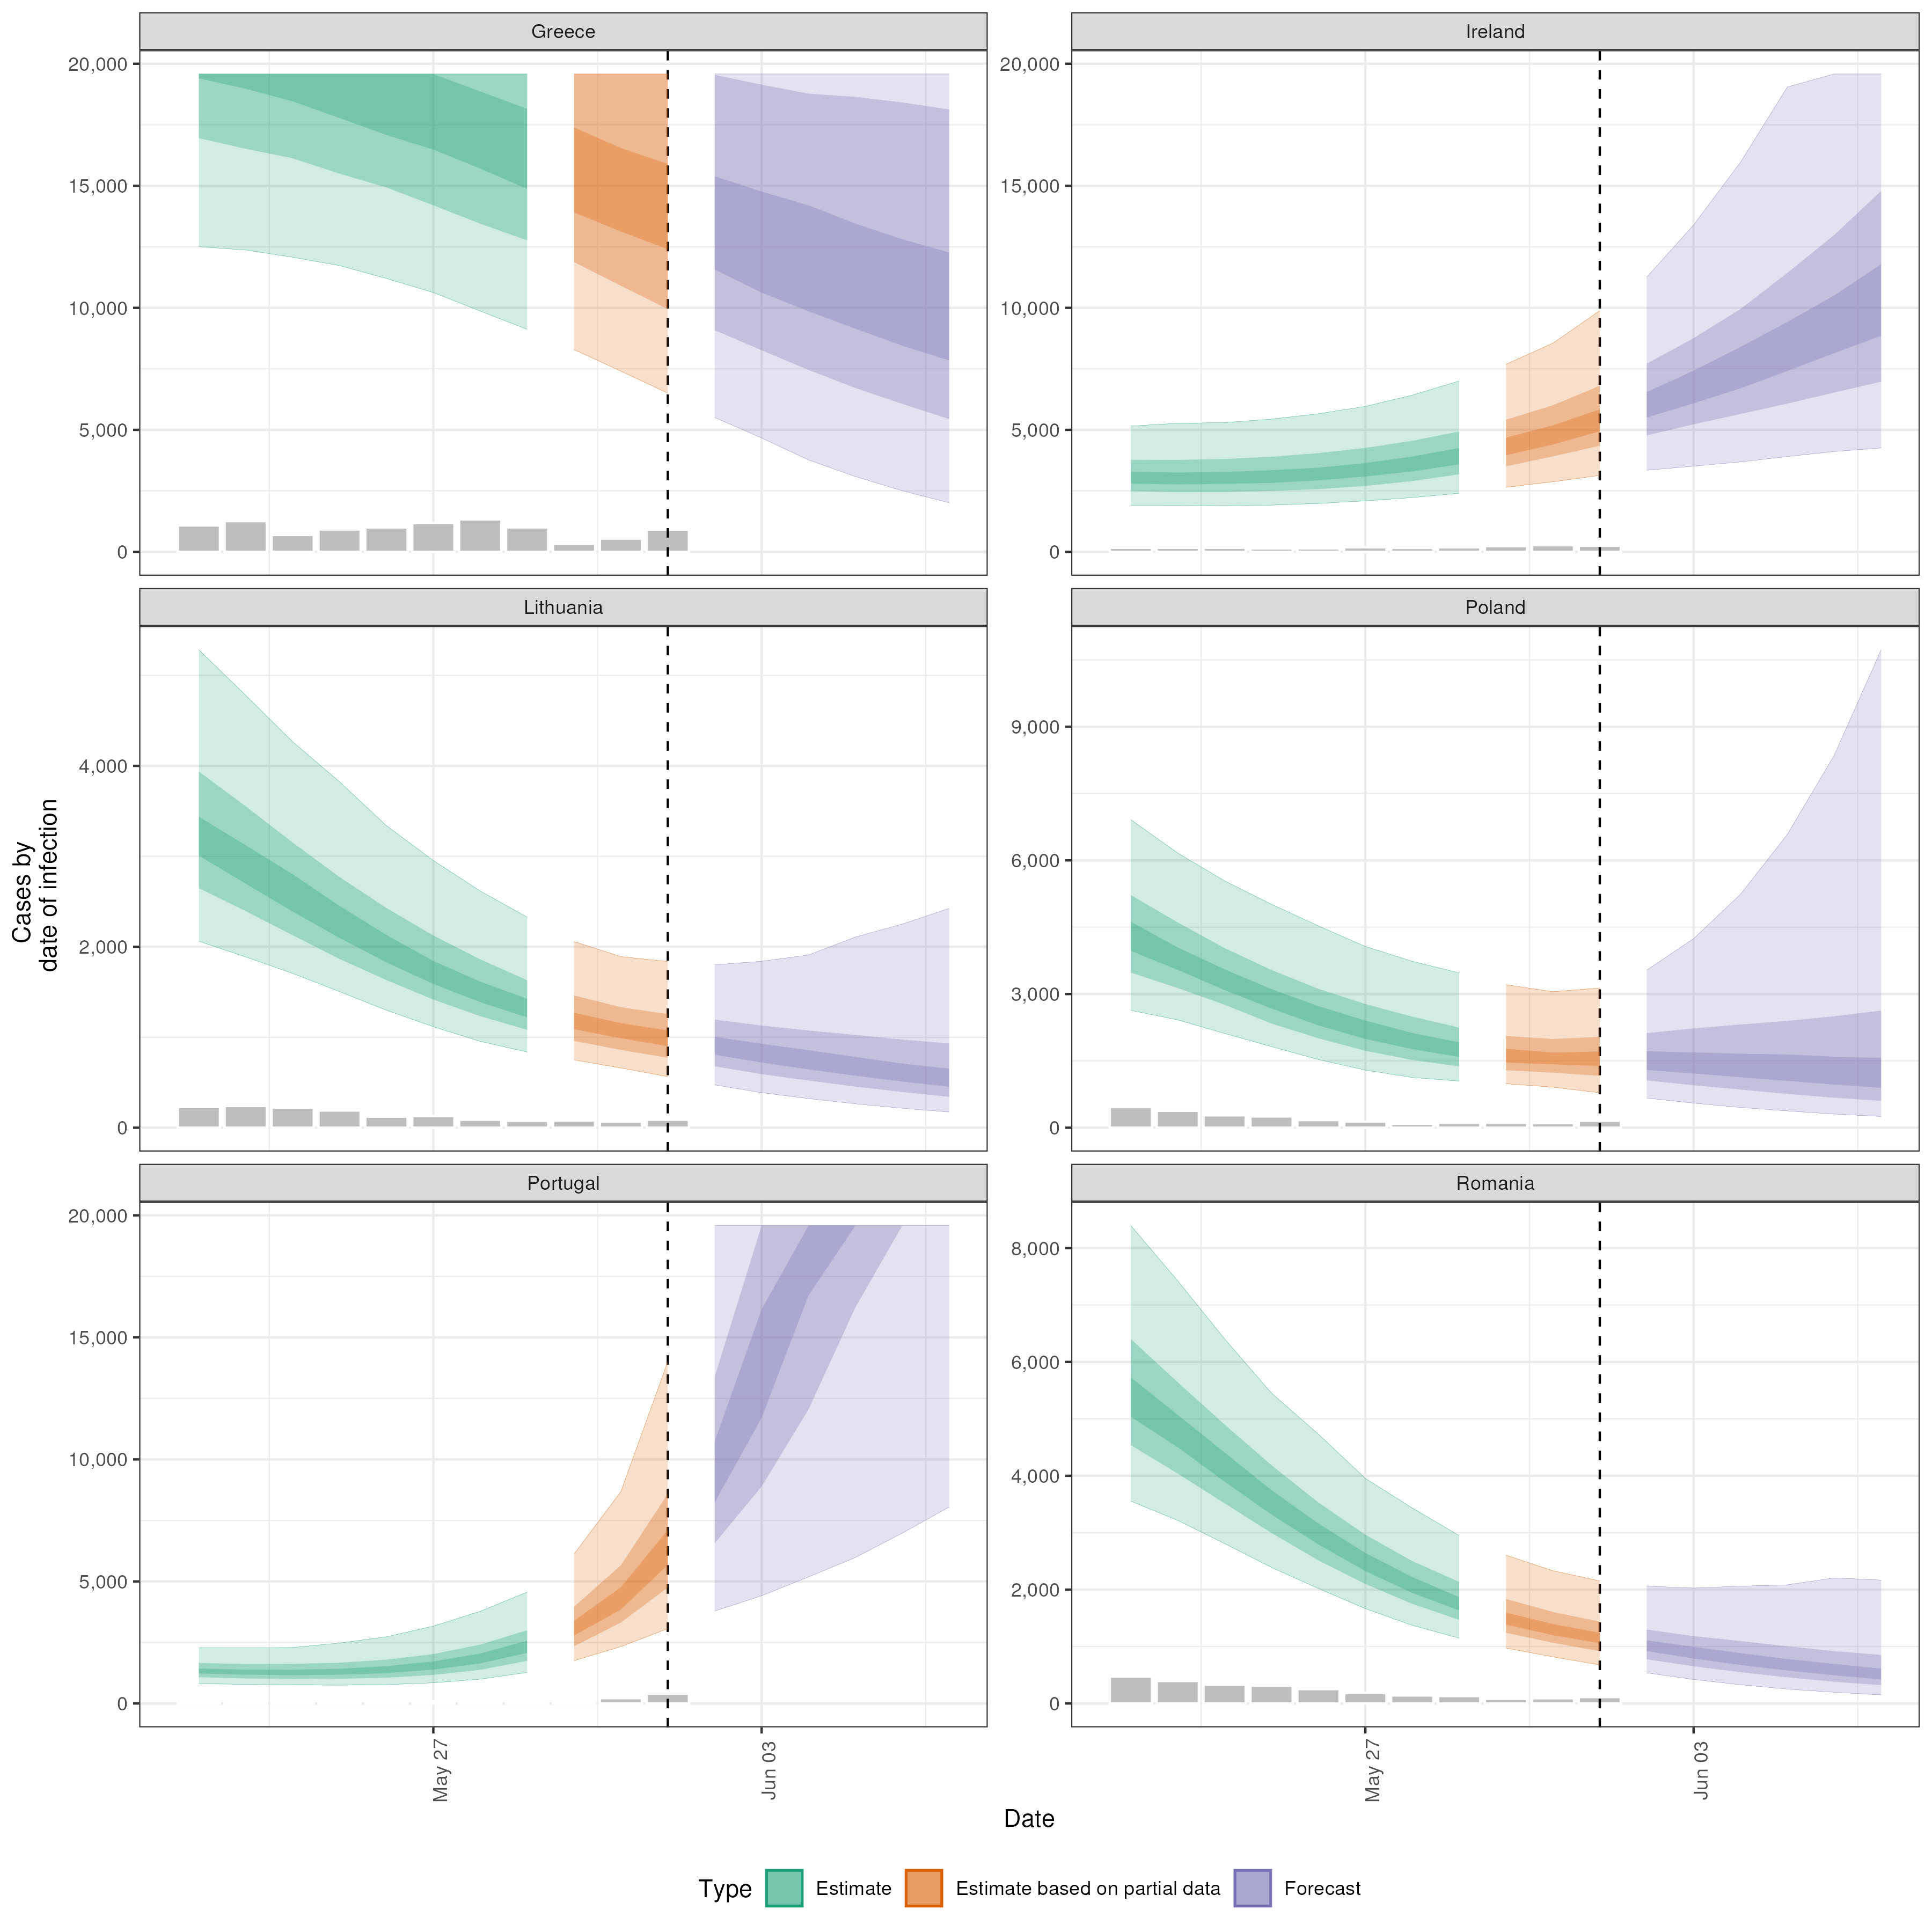 Greece
Ireland
20,000
15,000
10,000
5,000
0
20,000
15,000
10,000
5,000
0
Lithuania
Poland
4,000
2,000
0
9,000
6,000
3,000
0
Portugal
Romania
20,000
15,000
10,000
5,000
0
8,000
6,000
4,000
2,000
0
Cases by
date of infection
May 27
Jun 03
May 27
Jun 03
Date
Type
Estimate
Estimate based on partial data
Forecast